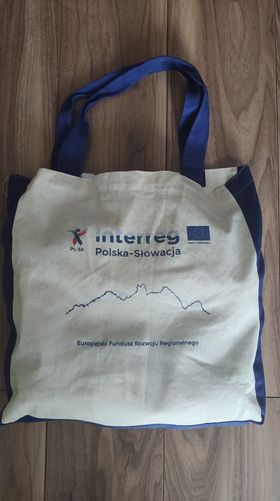 Interreg
PL-SK
Polska-Słowacja
Europejski Fundusz Rozwoju Regionalnego